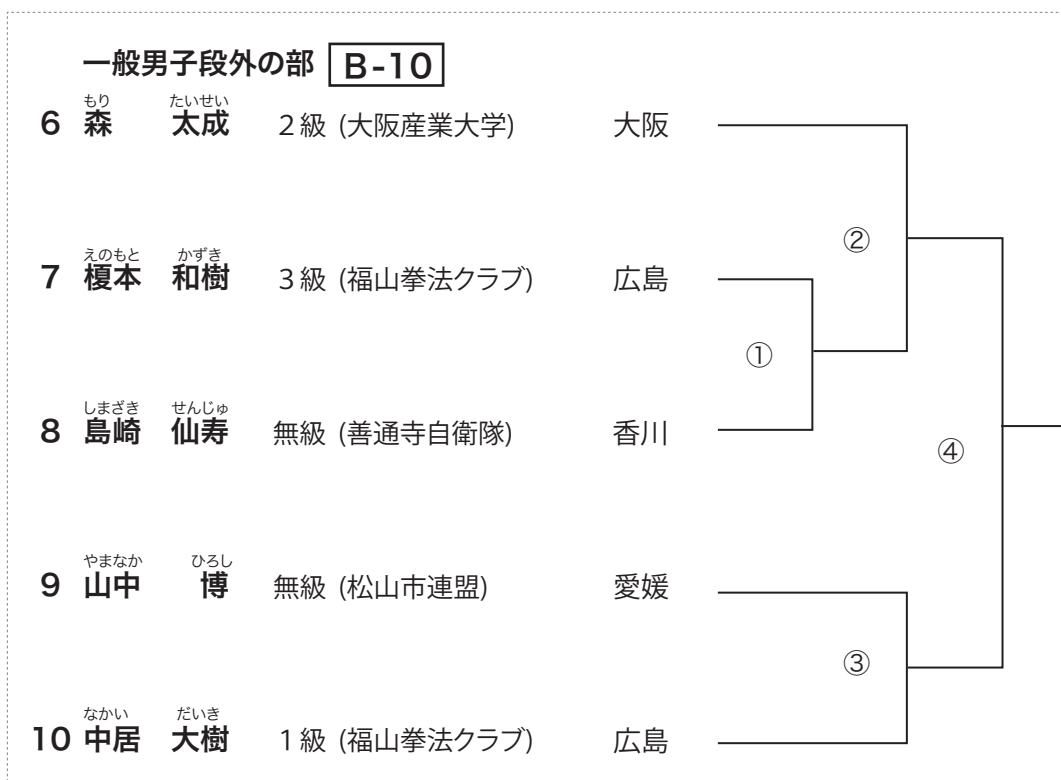 一般男子段外の部 B-10
もり たいせい
6 森 太成 2級 (大阪産業大学) 大阪
②
えのもと かずき
7 榎本 和樹 3級 (福山拳法クラブ) 広島
①
しまざき せんじゅ
8 島崎 仙寿 無級 (善通寺自衛隊) 香川
④
やまなか ひろし
9 山中 博 無級 (松山市連盟) 愛媛
③
なかい だいき
10 中居 大樹 1級 (福山拳法クラブ) 広島